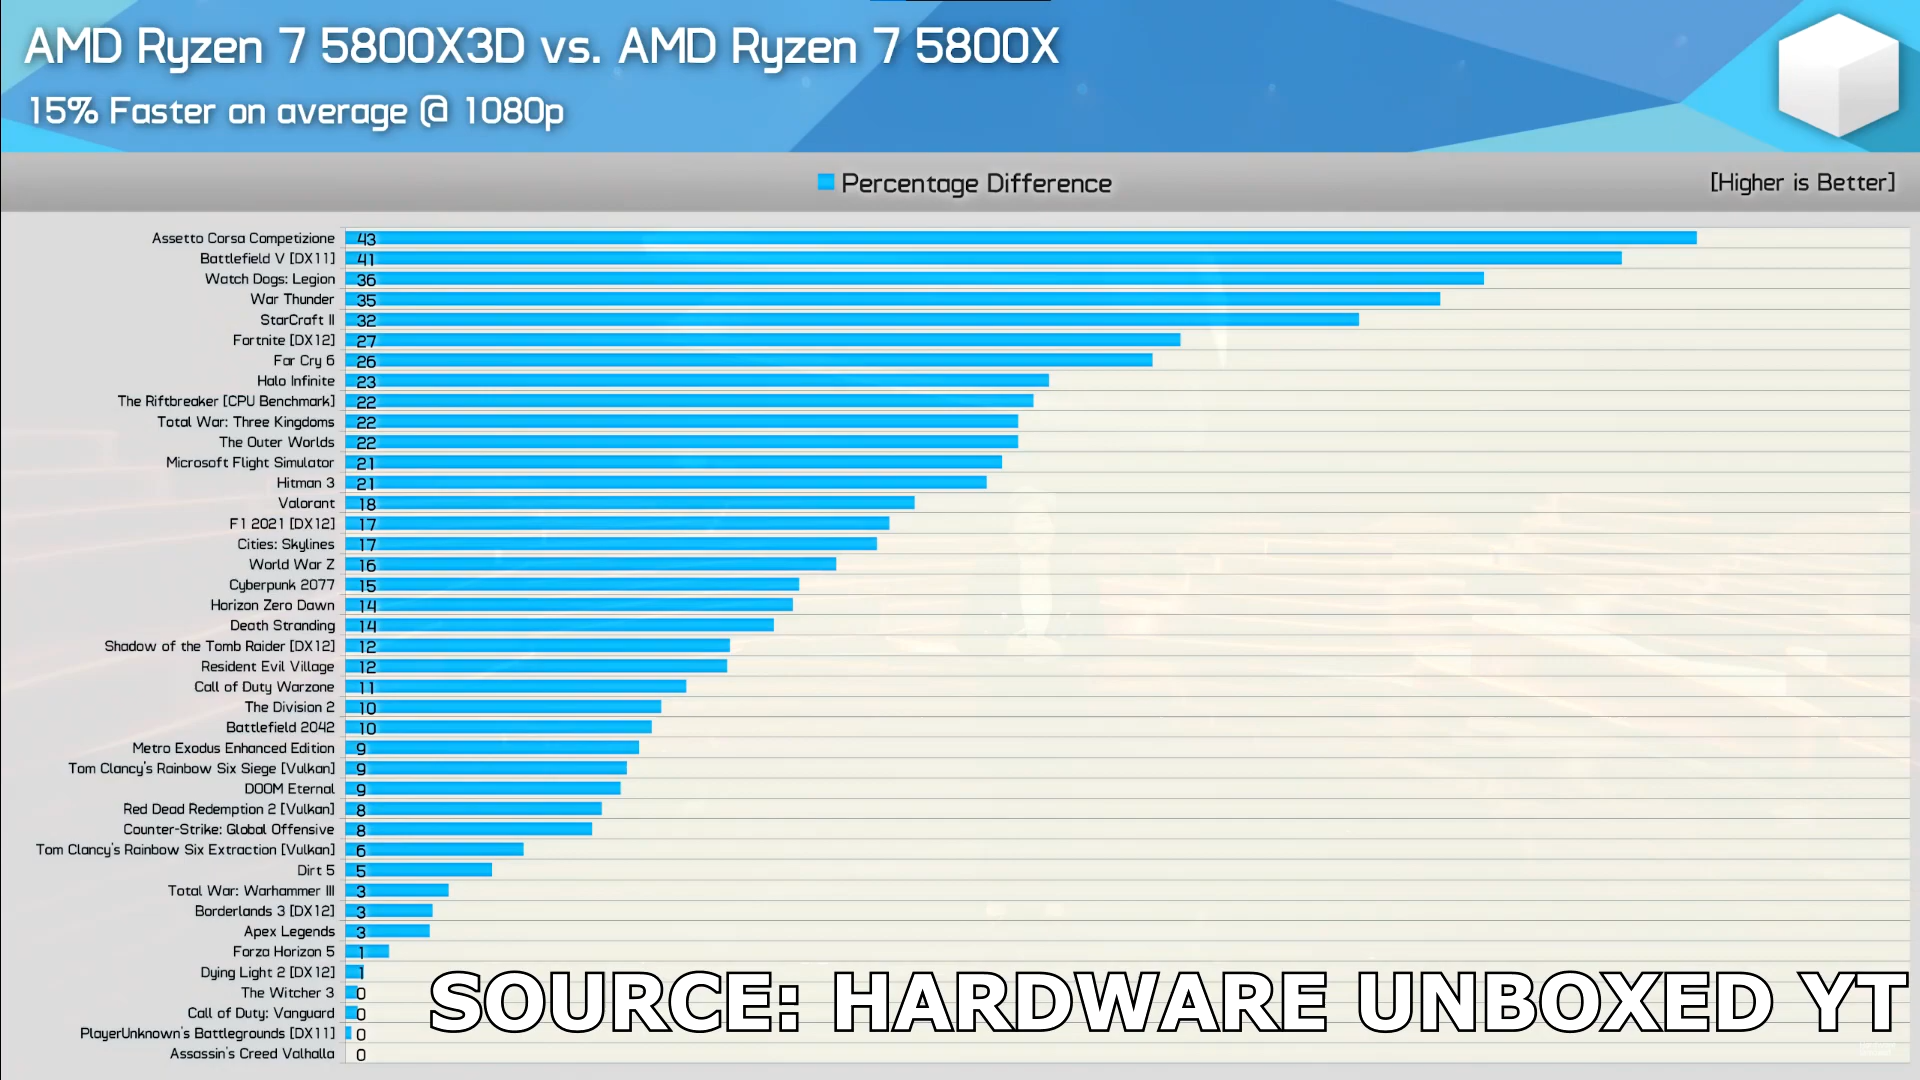 AMD Ryzen 7 5800X3D vs. AMD Ryzen 7 5800X
15% Faster on average @ 1080p
Percentage Difference
[Higher is Better]
Assetto Corsa Competizione 43
Battlefield V [DX11] 41
Watch Dogs: Legion 36
War Thunder 35
StarCraft II 32
Fortnite [DX12] 27
Far Cry 6 26
Halo Infinite 23
The Riftbreaker [CPU Benchmark] 22
Total War: Three Kingdoms 22
The Outer Worlds 22
Microsoft Flight Simulator 21
Hitman 3 21
Valorant 18
F1 2021 [DX12] 17
Cities: Skylines 17
World War Z 16
Cyberpunk 2077 15
Horizon Zero Dawn 14
Death Stranding 14
Shadow of the Tomb Raider [DX12] 12
Resident Evil Village 12
Call of Duty Warzone 11
The Division 2 10
Battlefield 2042 10
Metro Exodus Enhanced Edition 9
Tom Clancy's Rainbow Six Siege [Vulkan] 9
DOOM Eternal 9
Red Dead Redemption 2 [Vulkan] 8
Counter-Strike: Global Offensive 8
Tom Clancy's Rainbow Six Extraction [Vulkan] 6
Dirt 5 5
Total War: Warhammer III 3
Borderlands 3 [DX12] 3
Apex Legends 3
Forza Horizon 5 1
Dying Light 2 [DX12] 1
The Witcher 3 0
Call of Duty: Vanguard 0
PlayerUnknown's Battlegrounds [DX11] 0
Assassin's Creed Valhalla 0
SOURCE: HARDWARE UNBOXED YT